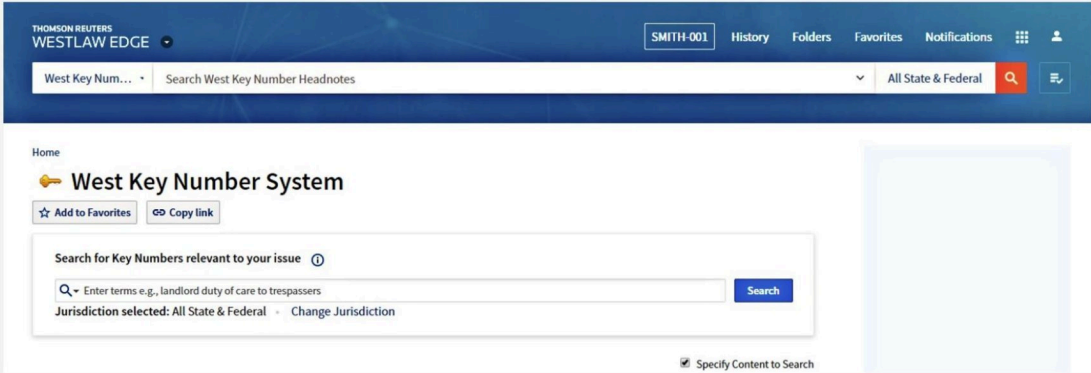 THOMSON REUTERS
WESTLAW EDGE
SMITH-001 History Folders Favorites Notifications
West Key Num... Search West Key Number Headnotes All State & Federal
Home
West Key Number System
Add to Favorites Copy link
Search for Key Numbers relevant to your issue
Enter terms e.g., landlord duty of care to trespassers Search
Jurisdiction selected: All State & Federal Change Jurisdiction
Specify Content to Search